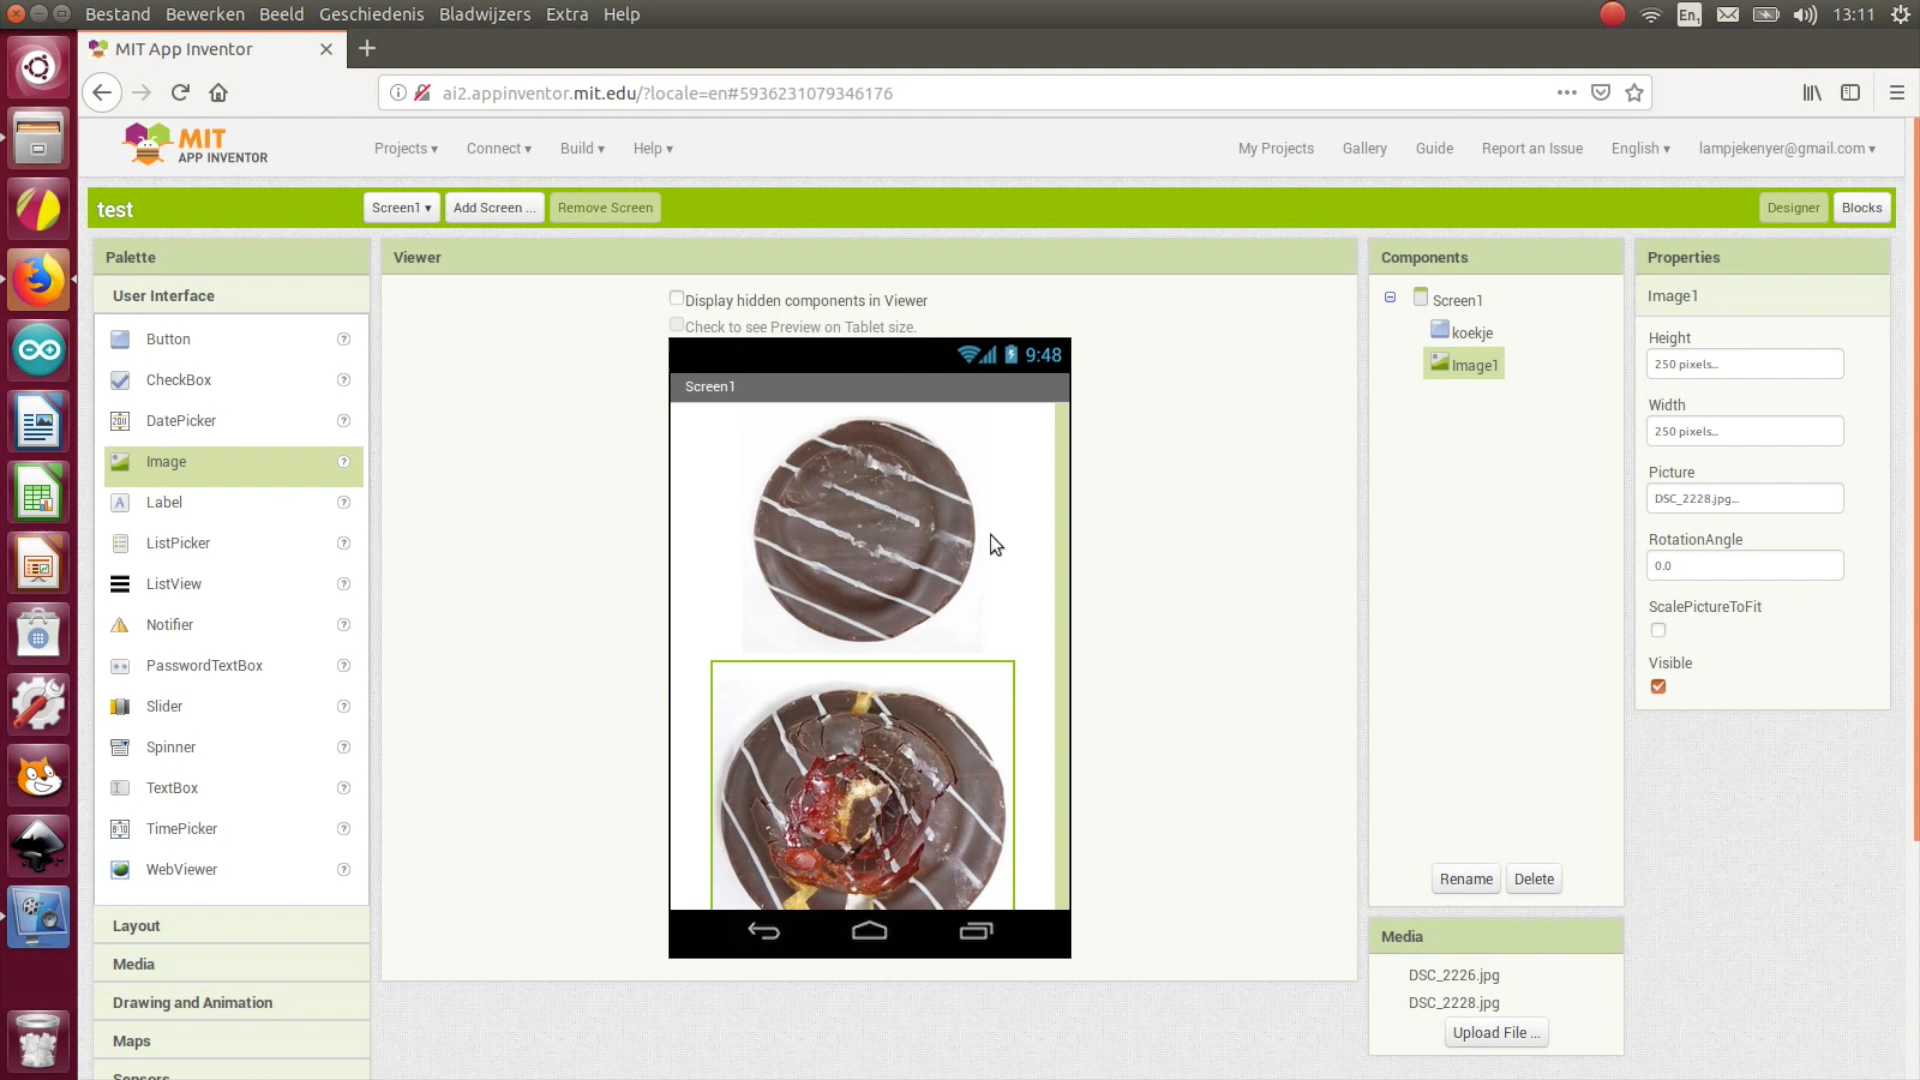 Bestand Bewerken Beeld Geschiedenis Bladwijzers Extra Help
En1 13:11
MIT App Inventor
ai2.appinventor.mit.edu/?locale=en#5936231079346176
MIT
APP INVENTOR
Projects ▾ Connect ▾ Build ▾ Help ▾
My Projects Gallery Guide Report an Issue English ▾ lampjekenyer@gmail.com ▾
test
Screen1 ▾ Add Screen ... Remove Screen
Designer Blocks
Palette
User Interface
Button ?
CheckBox ?
DatePicker ?
Image ?
Label ?
ListPicker ?
ListView ?
Notifier ?
PasswordTextBox ?
Slider ?
Spinner ?
TextBox ?
TimePicker ?
WebViewer ?
Layout
Media
Drawing and Animation
Maps
Sensors
Viewer
Display hidden components in Viewer
Check to see Preview on Tablet size.
9:48
Screen1
Components
Screen1
koekje
Image1
Rename Delete
Media
DSC_2226.jpg
DSC_2228.jpg
Upload File ...
Properties
Image1
Height
250 pixels...
Width
250 pixels...
Picture
DSC_2228.jpg...
RotationAngle
0.0
ScalePictureToFit
Visible